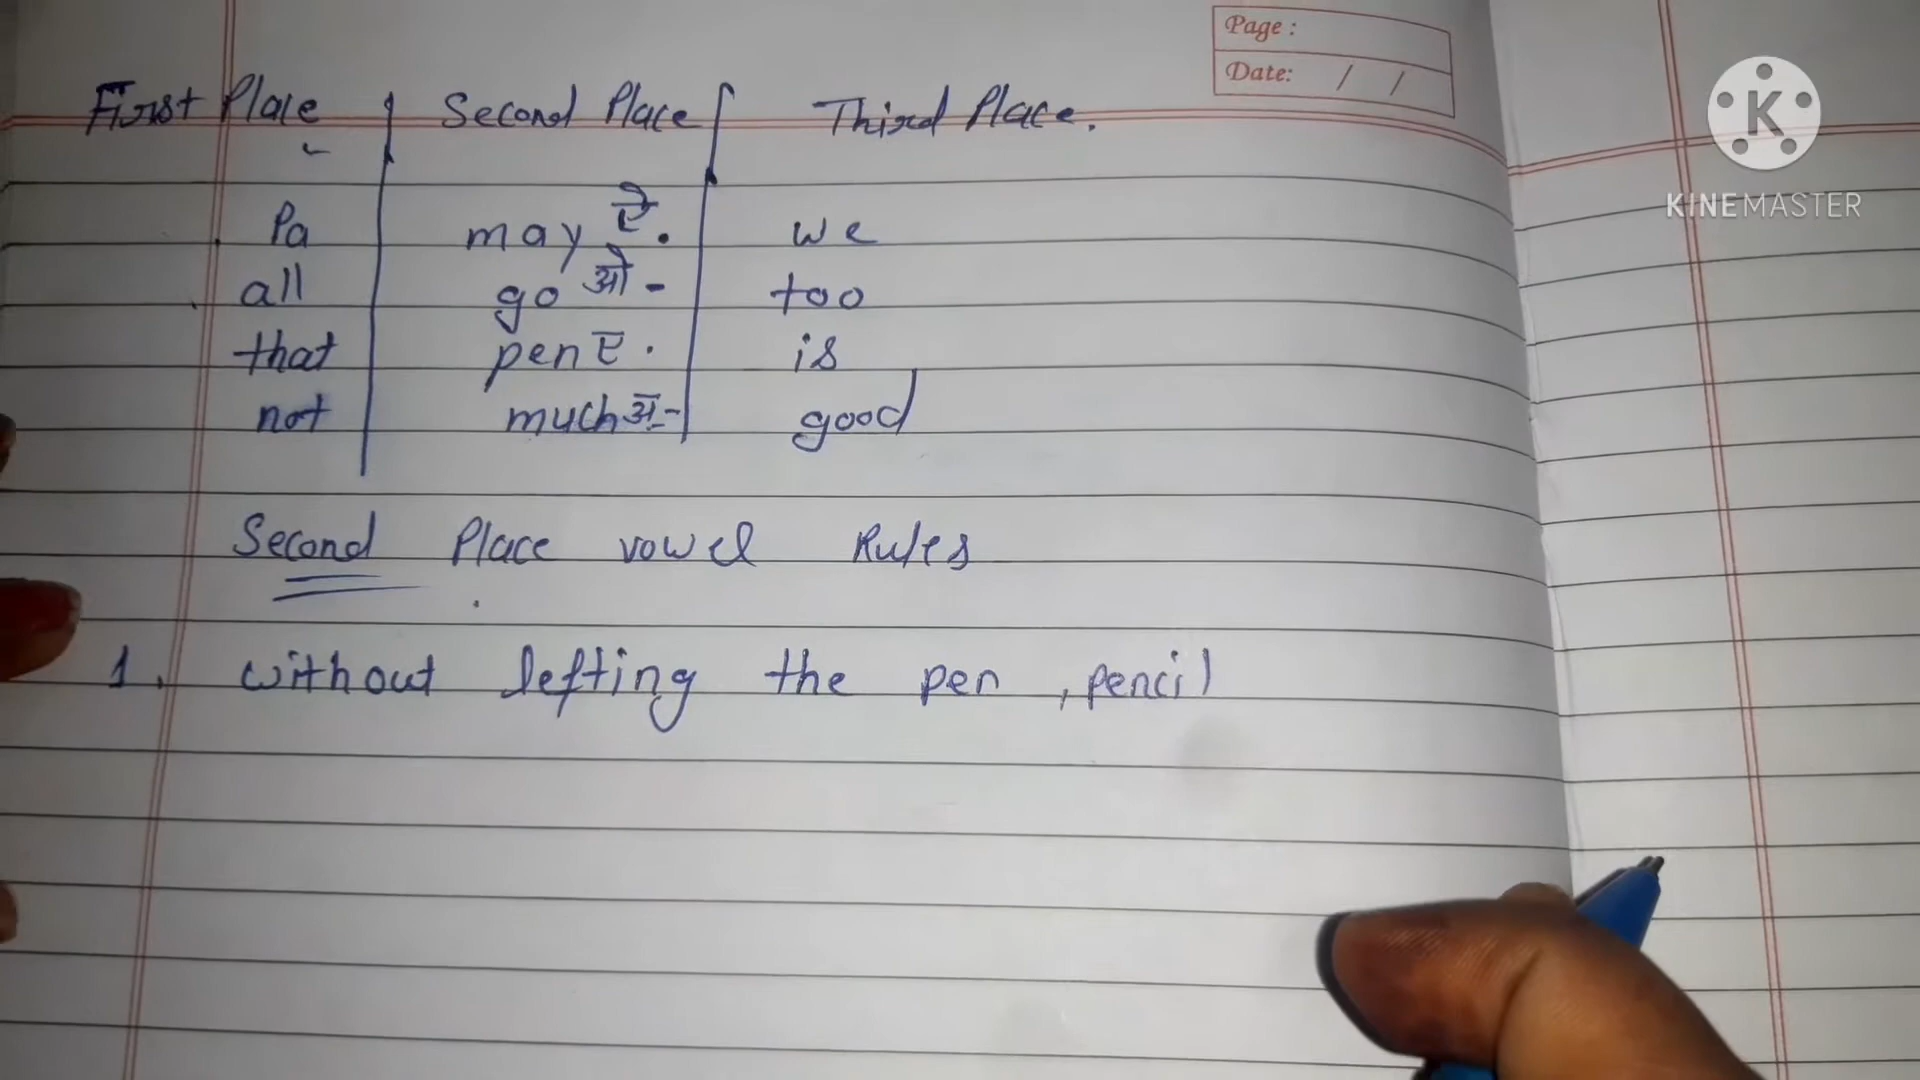 Page :
Date: / /
K
KINEMASTER
First Place | Second Place | Third Place.
Pa may ऐ . we
all go ओ - too
that pen ए . is
not much अ - good
Second Place vowel Rules
1. without lefting the pen , pencil